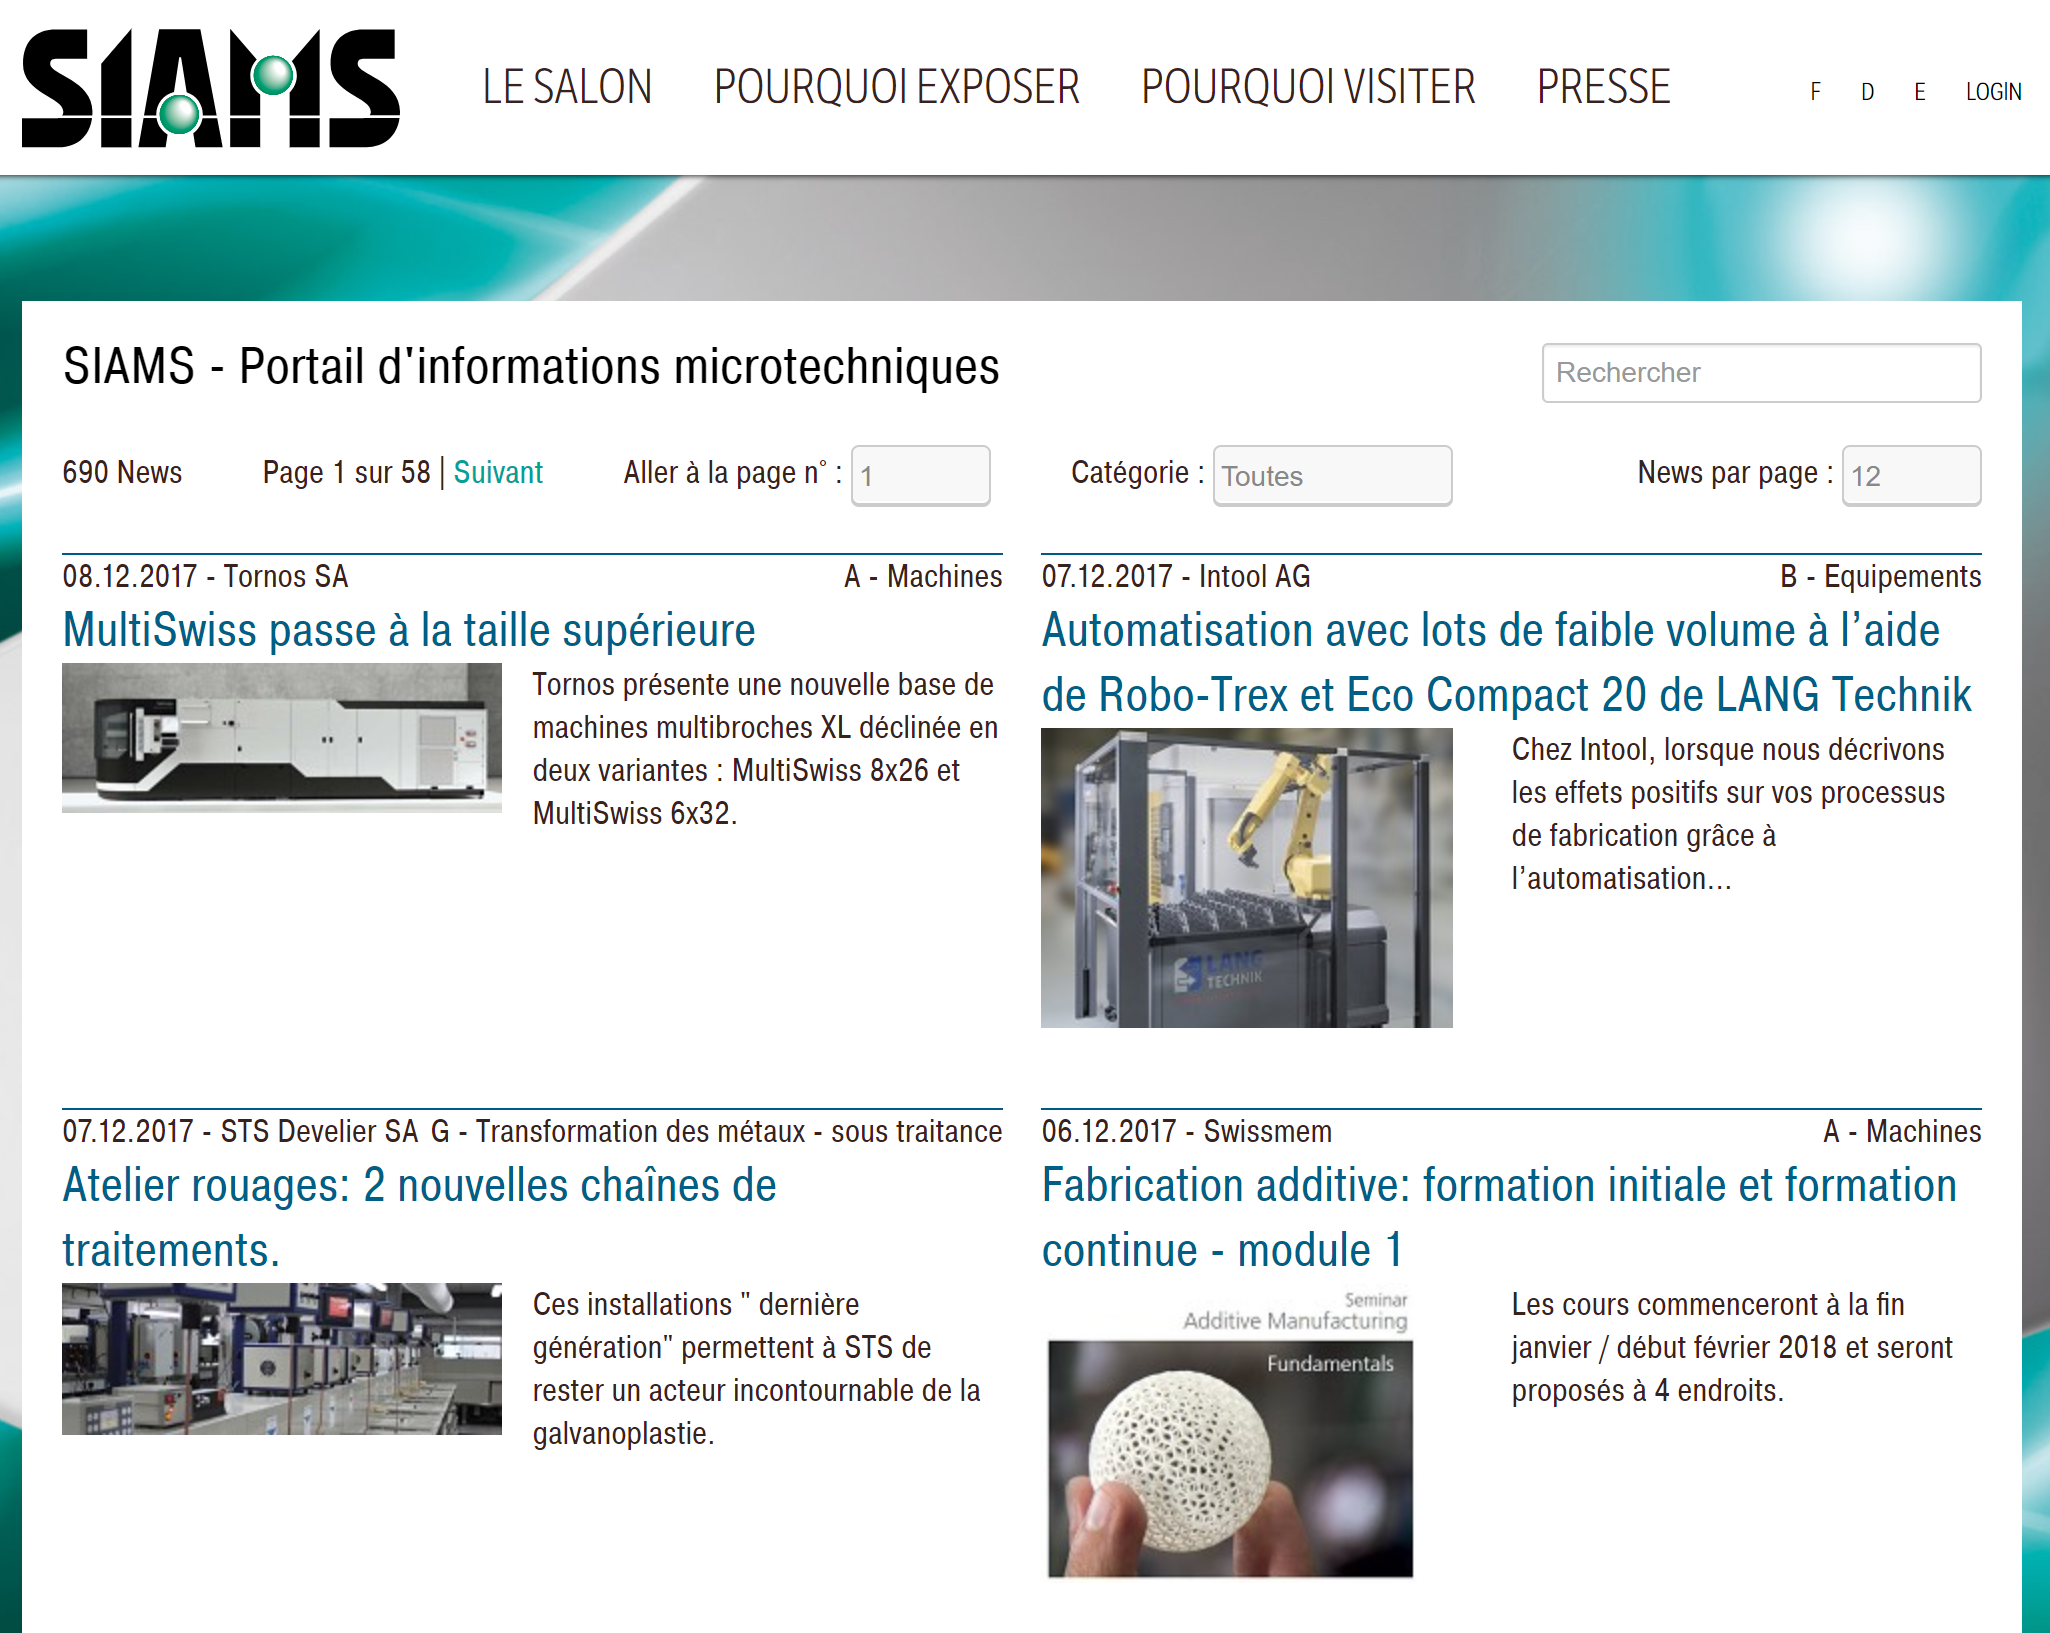 SIAMS
LE SALON
POURQUOI EXPOSER
POURQUOI VISITER
PRESSE
F
D
E
LOGIN
SIAMS - Portail d'informations microtechniques
Rechercher
690 News
Page 1 sur 58 | Suivant
Aller à la page n° : 1
Catégorie : Toutes
News par page : 12
08.12.2017 - Tornos SA
A - Machines
MultiSwiss passe à la taille supérieure
Tornos présente une nouvelle base de
machines multibroches XL déclinée en
deux variantes : MultiSwiss 8x26 et
MultiSwiss 6x32.
07.12.2017 - Intool AG
B - Equipements
Automatisation avec lots de faible volume à l’aide
de Robo-Trex et Eco Compact 20 de LANG Technik
LANG
TECHNIK
Chez Intool, lorsque nous décrivons
les effets positifs sur vos processus
de fabrication grâce à
l’automatisation...
07.12.2017 - STS Develier SA
G - Transformation des métaux - sous traitance
Atelier rouages: 2 nouvelles chaînes de
traitements.
Ces installations " dernière
génération" permettent à STS de
rester un acteur incontournable de la
galvanoplastie.
06.12.2017 - Swissmem
A - Machines
Fabrication additive: formation initiale et formation
continue - module 1
Seminar
Additive Manufacturing
Fundamentals
Les cours commenceront à la fin
janvier / début février 2018 et seront
proposés à 4 endroits.